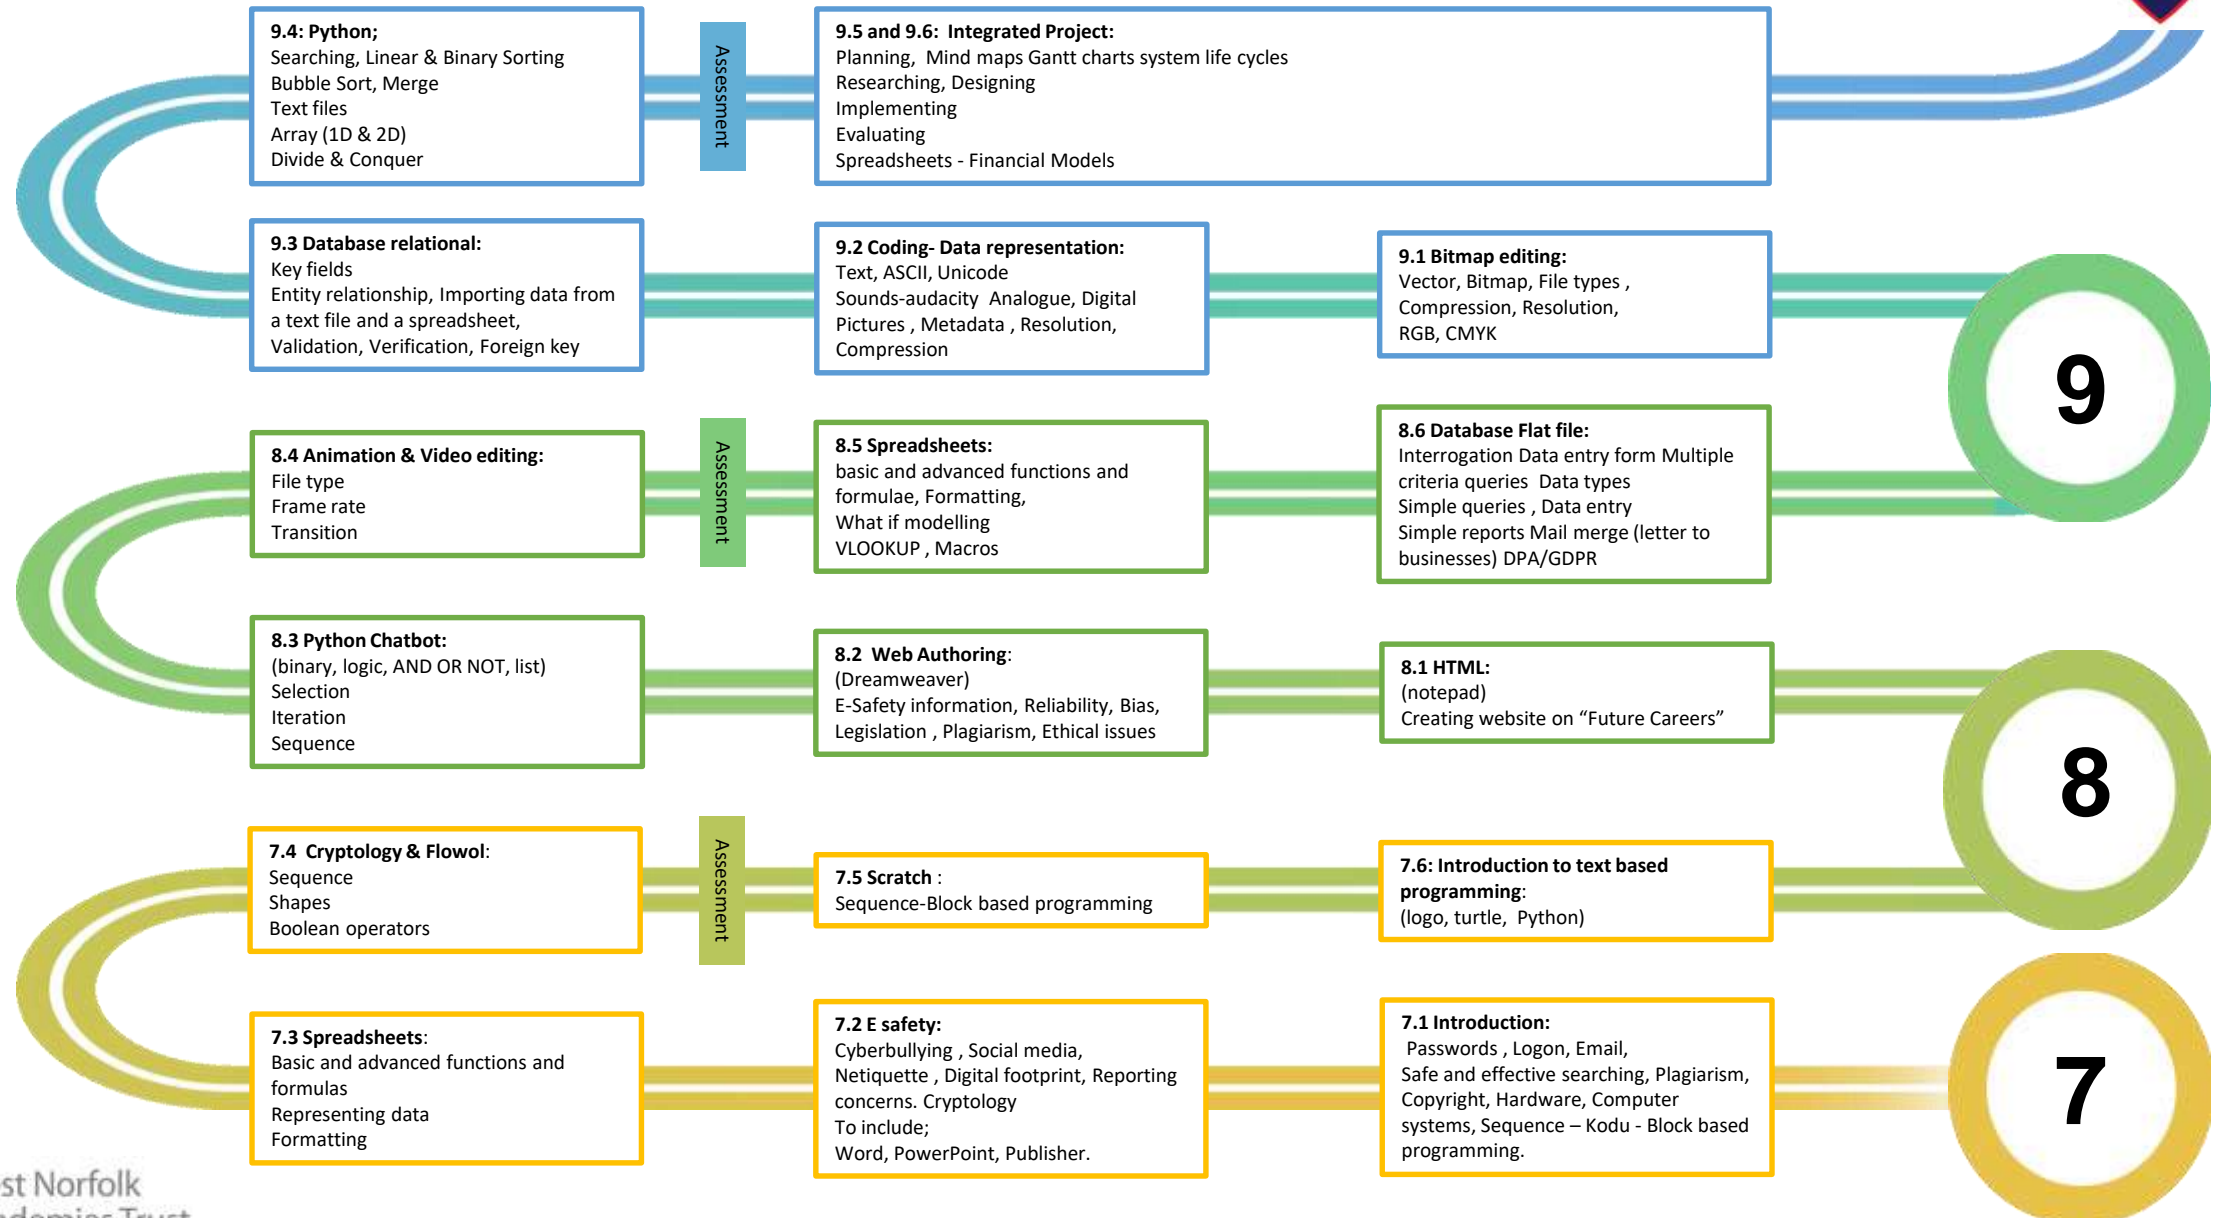 9.4: Python;
Searching, Linear & Binary Sorting
Bubble Sort, Merge
Text files
Array (1D & 2D)
Divide & Conquer
Assessment
9.5 and 9.6: Integrated Project:
Planning, Mind maps Gantt charts system life cycles
Researching, Designing
Implementing
Evaluating
Spreadsheets - Financial Models
9.3 Database relational:
Key fields
Entity relationship, Importing data from
a text file and a spreadsheet,
Validation, Verification, Foreign key
9.2 Coding- Data representation:
Text, ASCII, Unicode
Sounds-audacity Analogue, Digital
Pictures , Metadata , Resolution,
Compression
9.1 Bitmap editing:
Vector, Bitmap, File types ,
Compression, Resolution,
RGB, CMYK
9
8.4 Animation & Video editing:
File type
Frame rate
Transition
Assessment
8.5 Spreadsheets:
basic and advanced functions and
formulae, Formatting,
What if modelling
VLOOKUP , Macros
8.6 Database Flat file:
Interrogation Data entry form Multiple
criteria queries Data types
Simple queries , Data entry
Simple reports Mail merge (letter to
businesses) DPA/GDPR
8.3 Python Chatbot:
(binary, logic, AND OR NOT, list)
Selection
Iteration
Sequence
8.2 Web Authoring:
(Dreamweaver)
E-Safety information, Reliability, Bias,
Legislation , Plagiarism, Ethical issues
8.1 HTML:
(notepad)
Creating website on “Future Careers”
8
7.4 Cryptology & Flowol:
Sequence
Shapes
Boolean operators
Assessment
7.5 Scratch :
Sequence-Block based programming
7.6: Introduction to text based
programming:
(logo, turtle, Python)
7.3 Spreadsheets:
Basic and advanced functions and
formulas
Representing data
Formatting
7.2 E safety:
Cyberbullying , Social media,
Netiquette , Digital footprint, Reporting
concerns. Cryptology
To include;
Word, PowerPoint, Publisher.
7.1 Introduction:
Passwords , Logon, Email,
Safe and effective searching, Plagiarism,
Copyright, Hardware, Computer
systems, Sequence – Kodu - Block based
programming.
7
st Norfolk
Trust